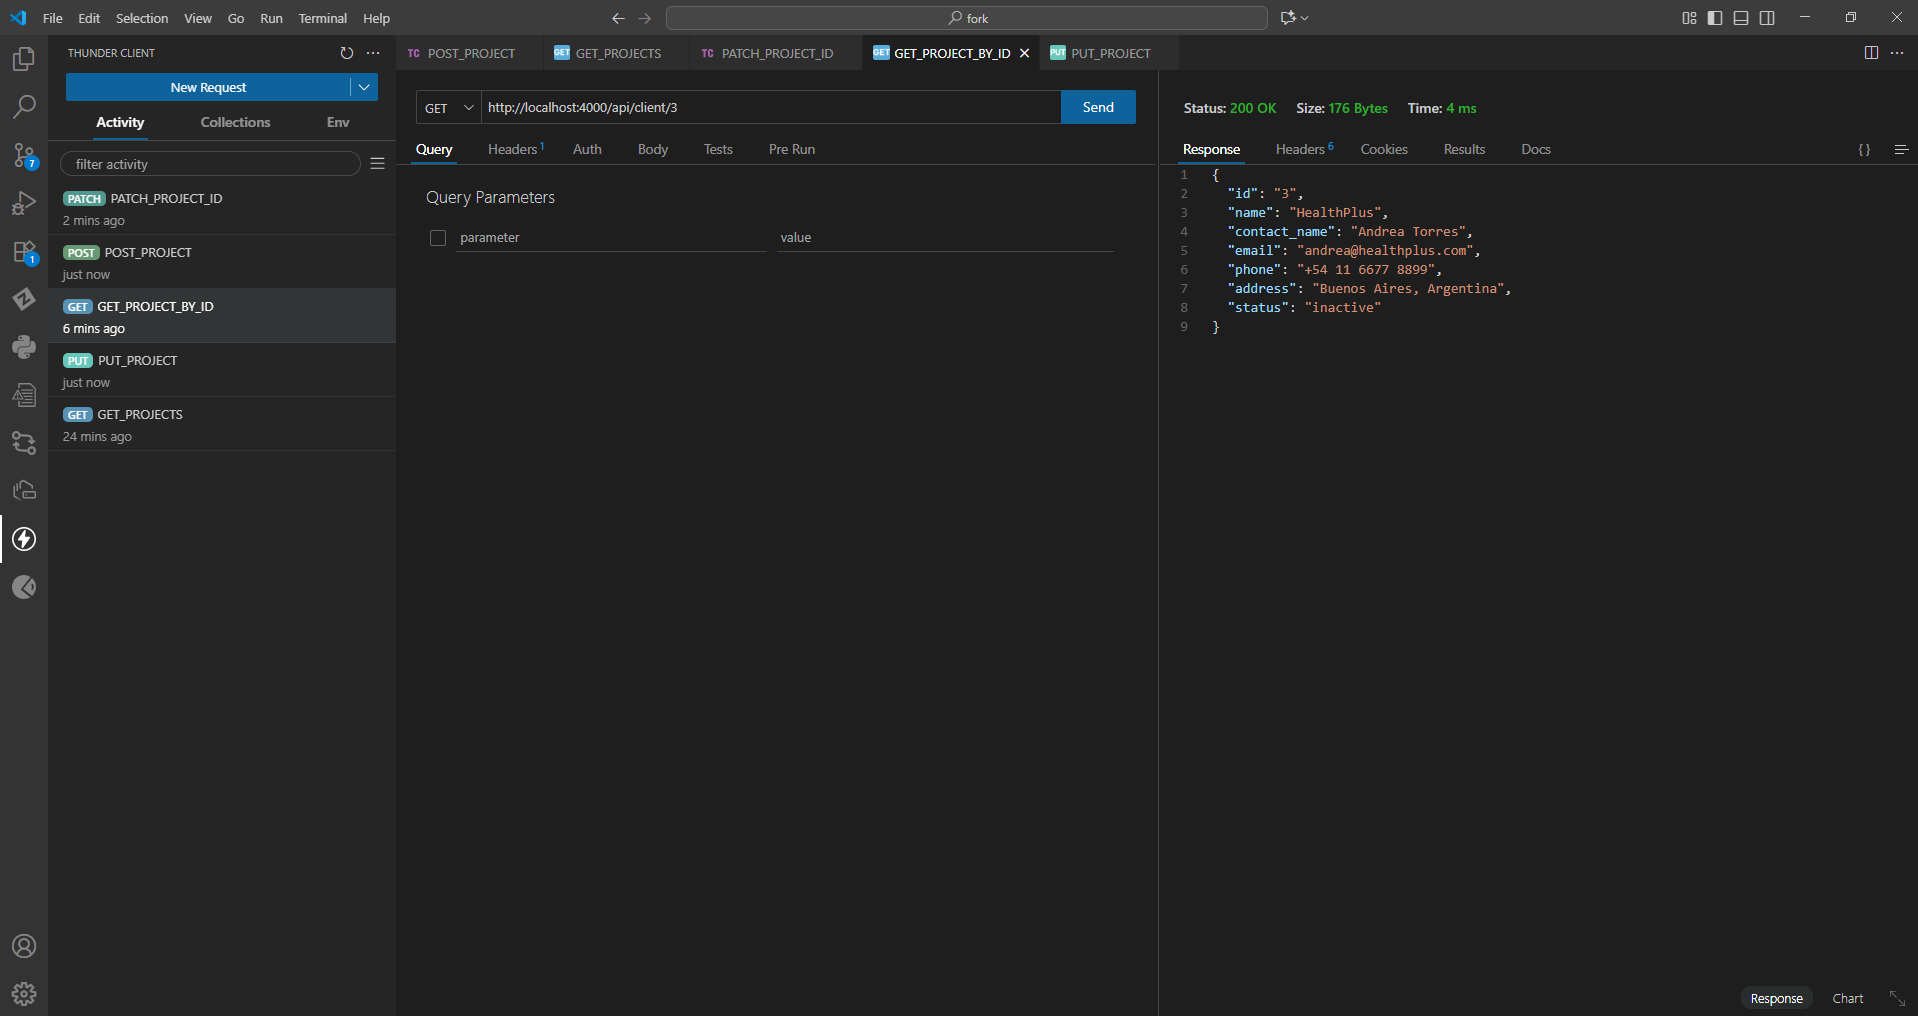 File Edit Selection View Go Run Terminal Help
fork
THUNDER CLIENT
New Request
Activity Collections Env
filter activity
PATCH PATCH_PROJECT_ID
2 mins ago
POST POST_PROJECT
just now
GET GET_PROJECT_BY_ID
6 mins ago
PUT PUT_PROJECT
just now
GET GET_PROJECTS
24 mins ago
7
1
TC POST_PROJECT
GET GET_PROJECTS
TC PATCH_PROJECT_ID
GET GET_PROJECT_BY_ID
PUT PUT_PROJECT
GET http://localhost:4000/api/client/3 Send
Query Headers 1 Auth Body Tests Pre Run
Query Parameters
parameter value
Status: 200 OK Size: 176 Bytes Time: 4 ms
Response Headers 6 Cookies Results Docs { }
1 {
2 "id": "3",
3 "name": "HealthPlus",
4 "contact_name": "Andrea Torres",
5 "email": "andrea@healthplus.com",
6 "phone": "+54 11 6677 8899",
7 "address": "Buenos Aires, Argentina",
8 "status": "inactive"
9 }
Response Chart